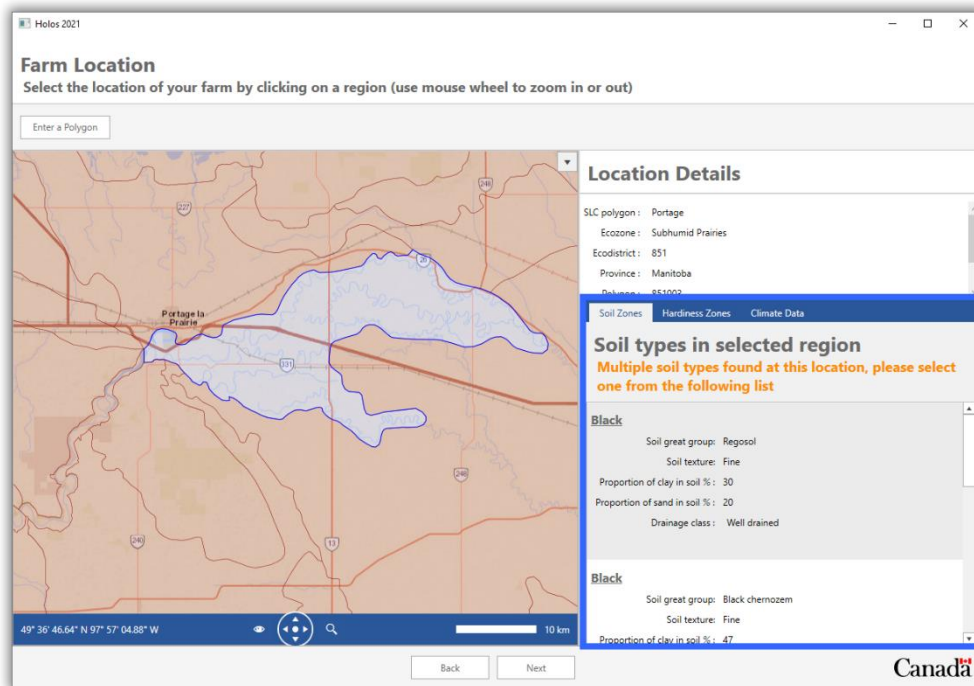 Holos 2021
Farm Location
Select the location of your farm by clicking on a region (use mouse wheel to zoom in or out)
Enter a Polygon
248
227
26
Portage la
Prairie
331
248
240
13
49° 36' 46.64" N 97° 57' 04.88" W
10 km
Location Details
SLC polygon : Portage
Ecozone : Subhumid Prairies
Ecodistrict : 851
Province : Manitoba
Polygon : 851003
Soil Zones Hardiness Zones Climate Data
Soil types in selected region
Multiple soil types found at this location, please select
one from the following list
Black
Soil great group: Regosol
Soil texture: Fine
Proportion of clay in soil % : 30
Proportion of sand in soil % : 20
Drainage class : Well drained
Black
Soil great group: Black chernozem
Soil texture: Fine
Proportion of clay in soil % : 47
Back Next
Canada